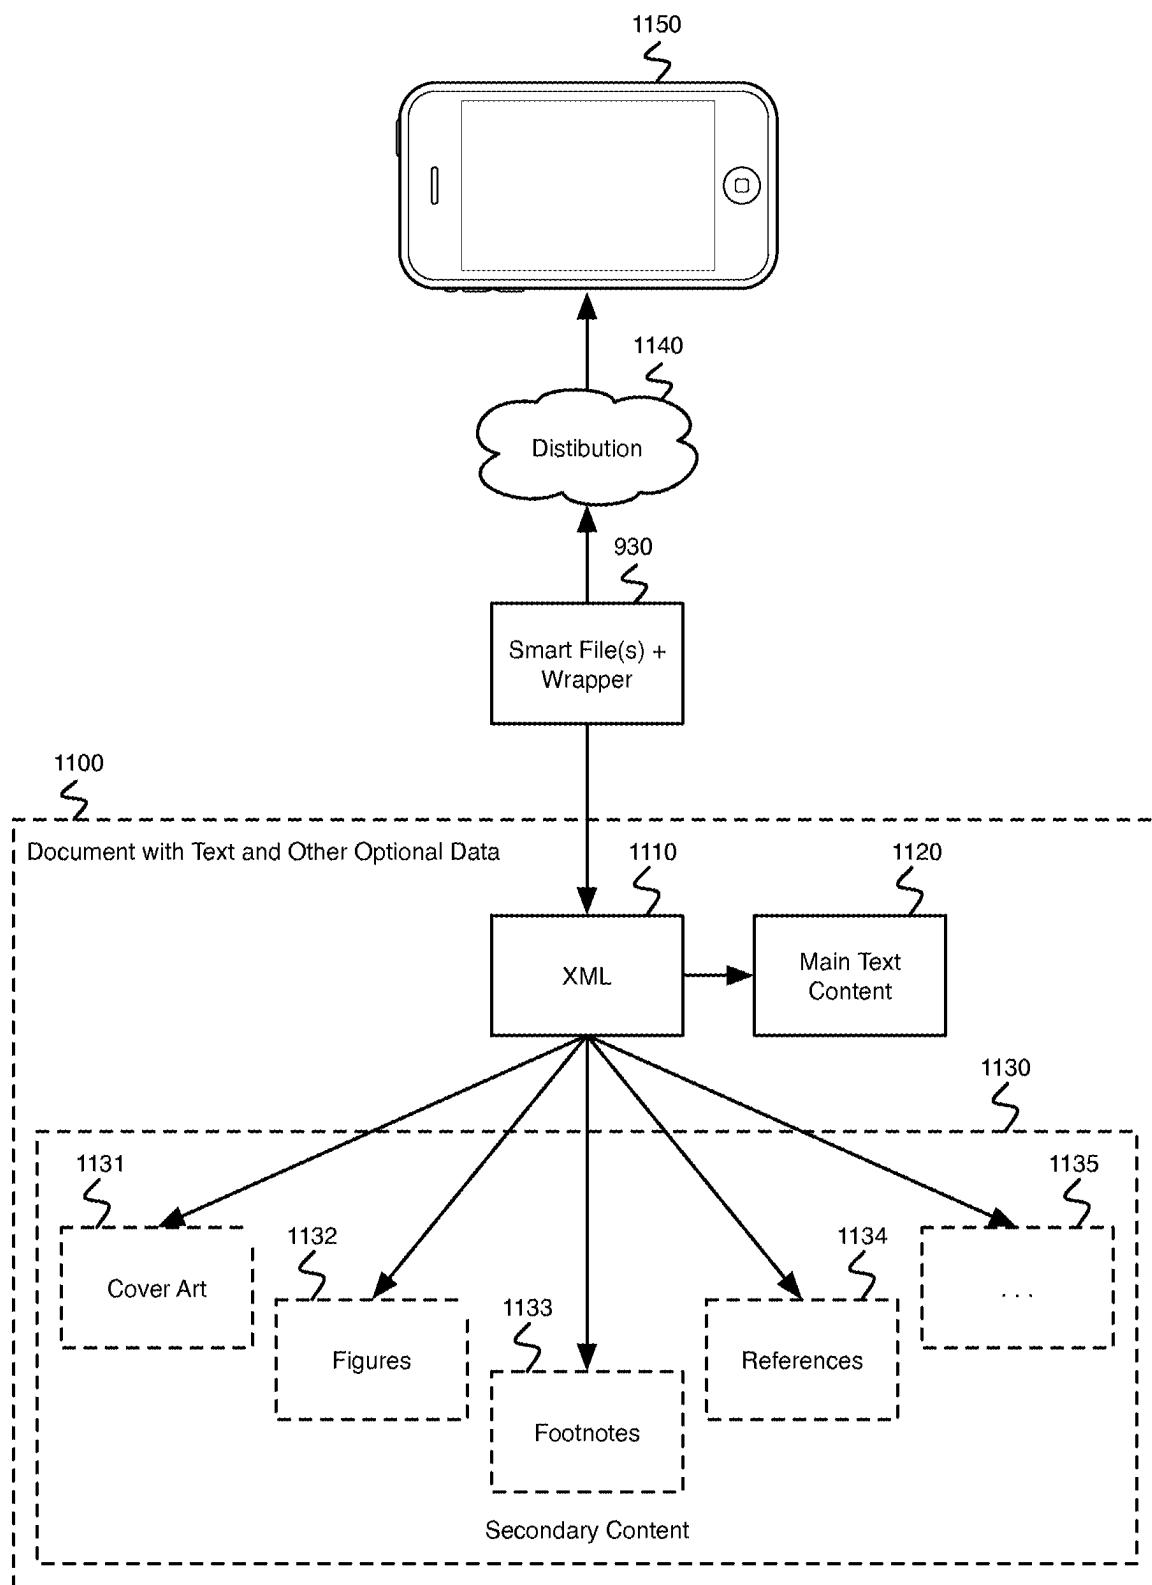 1150
1140
Distibution
930
Smart File(s) +
Wrapper
1100
Document with Text and Other Optional Data
1110
1120
XML
Main Text
Content
1130
1131
1135
1132
1134
Cover Art
. . .
1133
Figures
References
Footnotes
Secondary Content